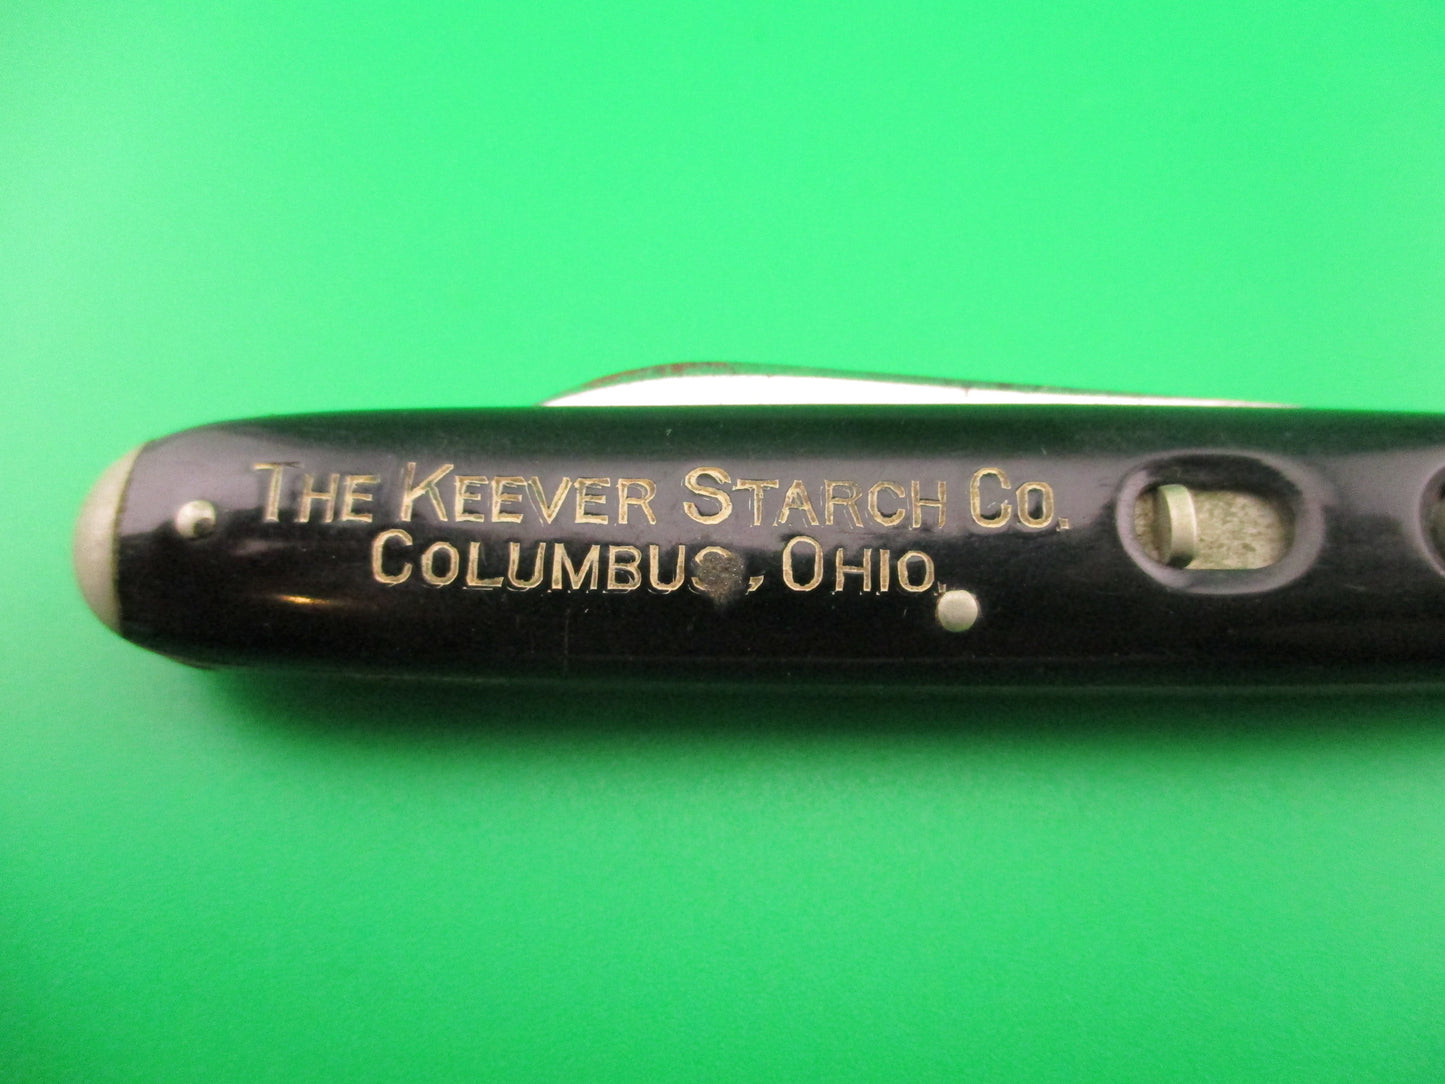 THE KEEVER STARCH CO.
COLUMBUS, OHIO.